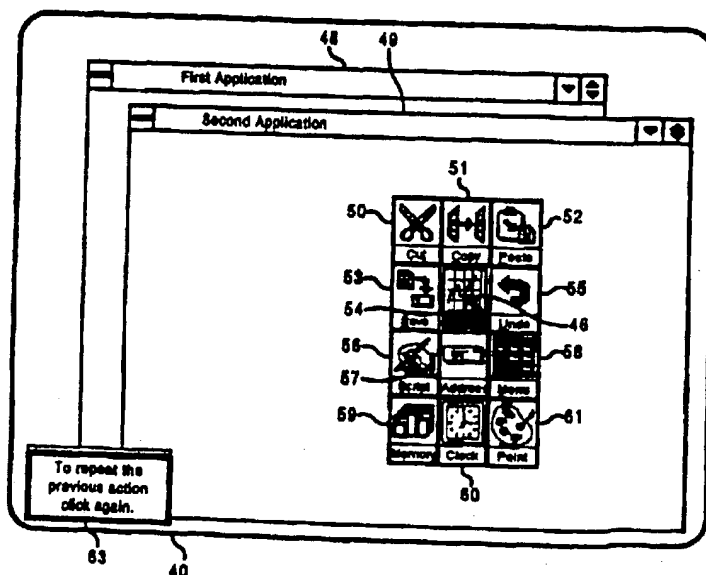 48 49
First Application
Second Application
51
50 52
Cut Copy Paste
53 55
54 46
Save Undo
56 58
57
Script Address Menu
59 61
Memory Clock Paint
60
To repeat the
previous action
click again.
63 40